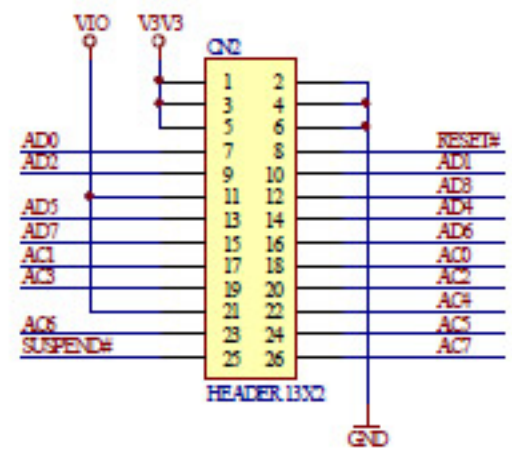 VIO V3V3
CN2
1 2
3 4
5 6
AD0 7 8 RESET#
AD2 9 10 AD1
11 12 AD3
AD5 13 14 AD4
AD7 15 16 AD6
AC1 17 18 AC0
AC3 19 20 AC2
21 22 AC4
AC6 23 24 AC5
SUSPEND# 25 26 AC7
HEADER 13X2
GND